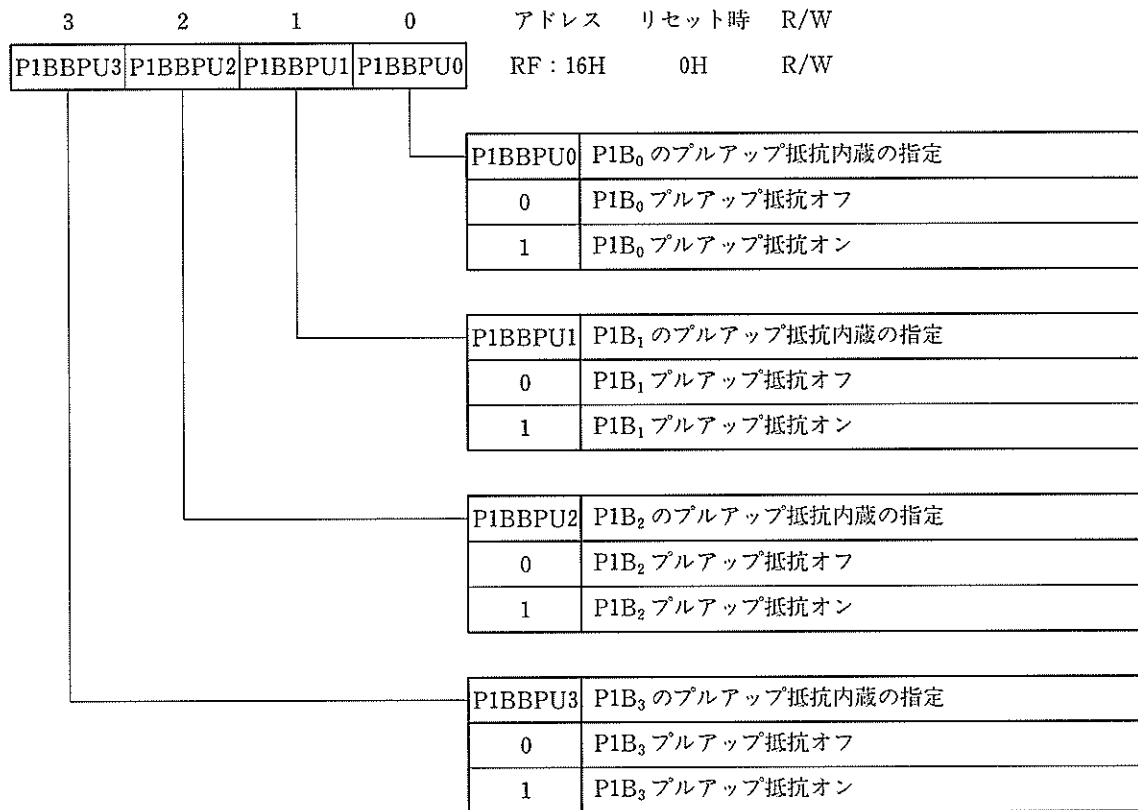 3 2 1 0 アドレス リセット時 R/W
P1BBPU3 P1BBPU2 P1BBPU1 P1BBPU0 RF : 16H 0H R/W
P1BBPU0 P1B₀ のプルアップ抵抗内蔵の指定
0 P1B₀ プルアップ抵抗オフ
1 P1B₀ プルアップ抵抗オン
P1BBPU1 P1B₁ のプルアップ抵抗内蔵の指定
0 P1B₁ プルアップ抵抗オフ
1 P1B₁ プルアップ抵抗オン
P1BBPU2 P1B₂ のプルアップ抵抗内蔵の指定
0 P1B₂ プルアップ抵抗オフ
1 P1B₂ プルアップ抵抗オン
P1BBPU3 P1B₃ のプルアップ抵抗内蔵の指定
0 P1B₃ プルアップ抵抗オフ
1 P1B₃ プルアップ抵抗オン